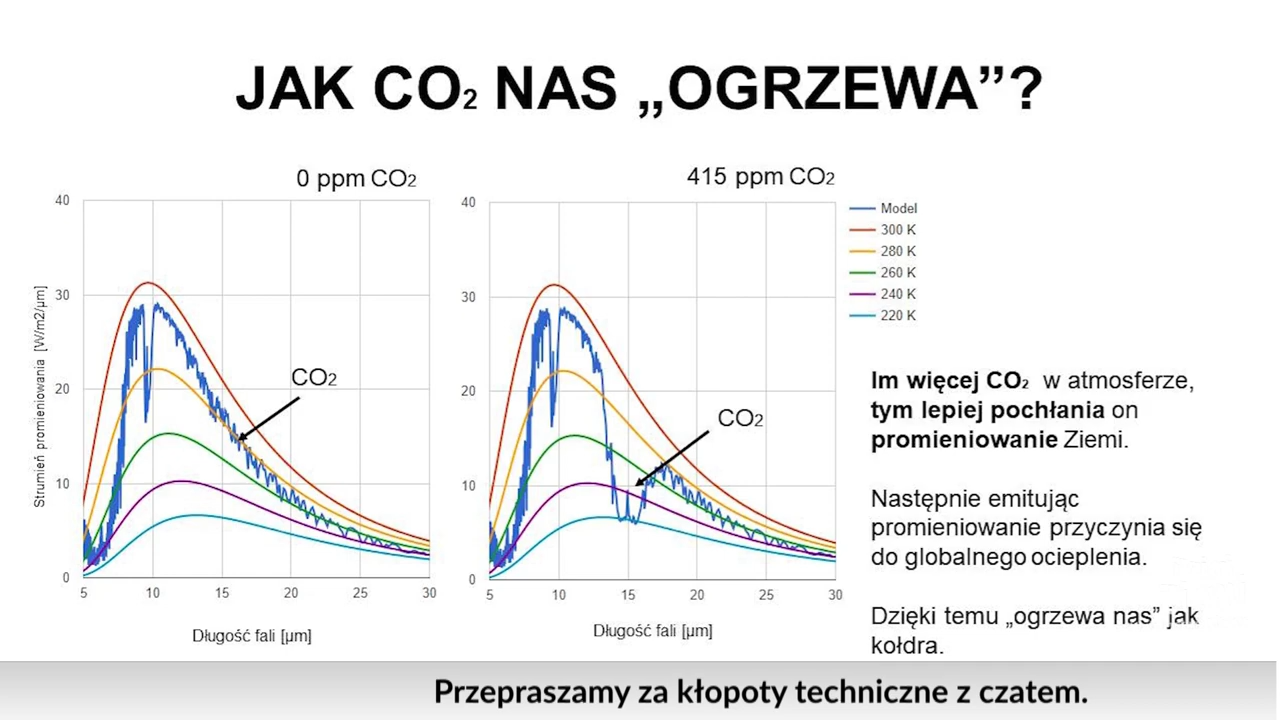 JAK CO₂ NAS „OGRZEWA”?
0 ppm CO₂
415 ppm CO₂
Strumień promieniowania [W/m2/μm]
40
30
20
10
0
5 10 15 20 25 30
Długość fali [μm]
CO₂
40
30
20
10
0
5 10 15 20 25 30
Długość fali [μm]
CO₂
Model
300 K
280 K
260 K
240 K
220 K
Im więcej CO₂ w atmosferze,
tym lepiej pochłania on
promieniowanie Ziemi.
Następnie emitując
promieniowanie przyczynia się
do globalnego ocieplenia.
Dzięki temu „ogrzewa nas” jak
kołdra.
Przepraszamy za kłopoty techniczne z czatem.